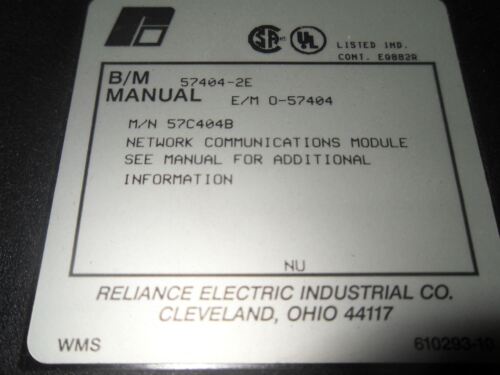 LISTED IND.
CONT. EQ882R
B/M 57404-2E
MANUAL E/M O-57404
M/N 57C404B
NETWORK COMMUNICATIONS MODULE
SEE MANUAL FOR ADDITIONAL
INFORMATION
NU
RELIANCE ELECTRIC INDUSTRIAL CO.
CLEVELAND, OHIO 44117
WMS